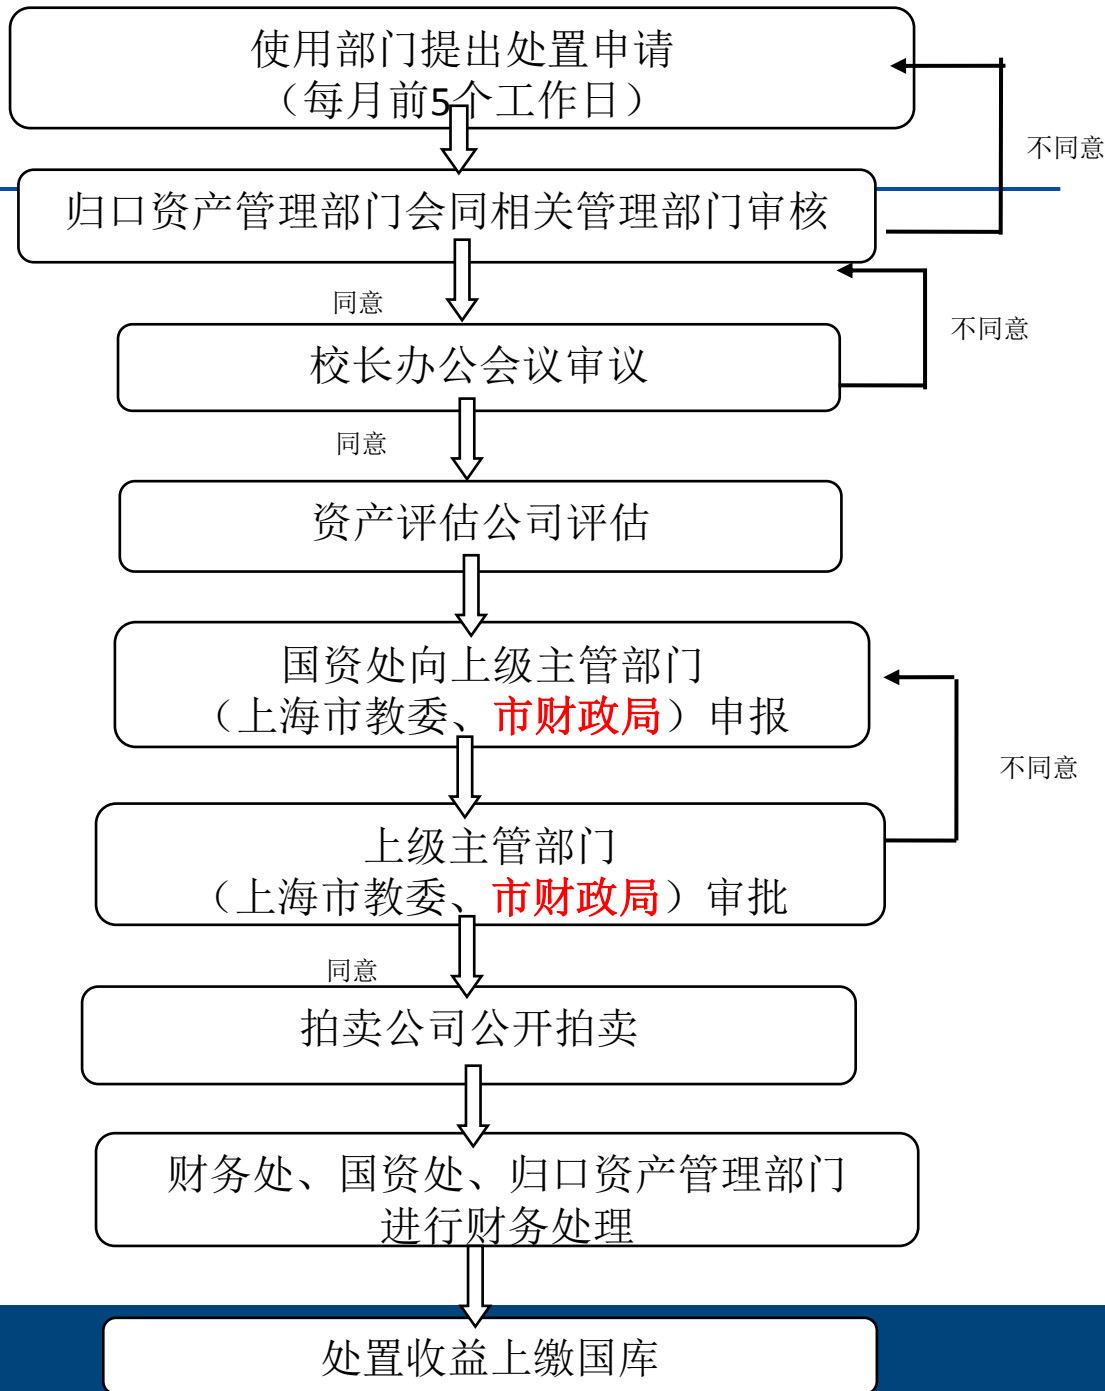 使用部门提出处置申请
（每月前5个工作日）
不同意
归口资产管理部门会同相关管理部门审核
同意
不同意
校长办公会议审议
同意
资产评估公司评估
国资处向上级主管部门
（上海市教委、市财政局）申报
不同意
上级主管部门
（上海市教委、市财政局）审批
同意
拍卖公司公开拍卖
财务处、国资处、归口资产管理部门
进行财务处理
处置收益上缴国库